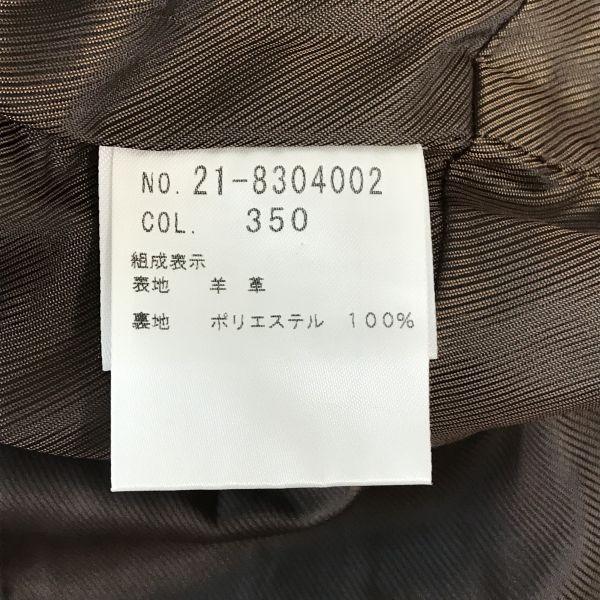 NO. 21-8304002
COL. 350
組成表示
表地 羊 革
裏地 ポリエステル 100%